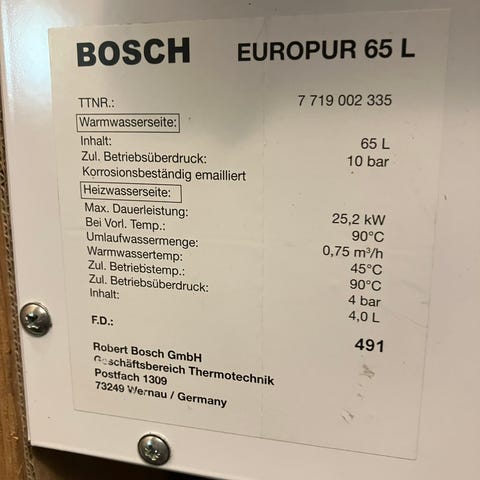 BOSCH EUROPUR 65 L
TTNR.: 7 719 002 335
Warmwasserseite:
Inhalt: 65 L
Zul. Betriebsüberdruck: 10 bar
Korrosionsbeständig emailliert
Heizwasserseite:
Max. Dauerleistung: 25,2 kW
Bei Vorl. Temp.: 90°C
Umlaufwassermenge: 0,75 m³/h
Warmwassertemp: 45°C
Zul. Betriebstemp.: 90°C
Zul. Betriebsüberdruck: 4 bar
Inhalt: 4,0 L
F.D.: 491
Robert Bosch GmbH
Geschäftsbereich Thermotechnik
Postfach 1309
73249 Wernau / Germany